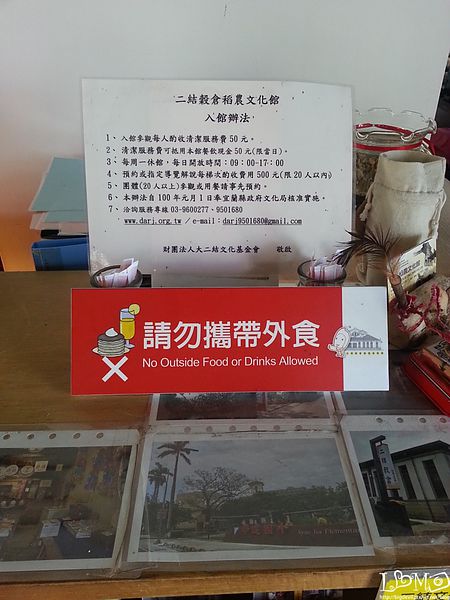 二結穀倉稻農文化館
入館辦法
1、入館參觀每人酌收清潔服務費50元。
2、清潔服務費可抵用本館餐飲現金50元(限當日)。
3、每周一休館，每日開放時間：09：00-17：00
4、預約或指定導覽解說每梯次酌收費用500元(限20人以內)
5、團體(20人以上)參觀或用餐請事先預約。
6、本辦法自100年元月1日奉宜蘭縣政府文化局核准實施。
7、洽詢服務專線 03-9600277、9501680
www.darj.org.tw / e-mail：darj9501680@gmail.com
財團法人大二結文化基金會 敬啟
請勿攜帶外食
No Outside Food or Drinks Allowed
二結穀倉
LBMO